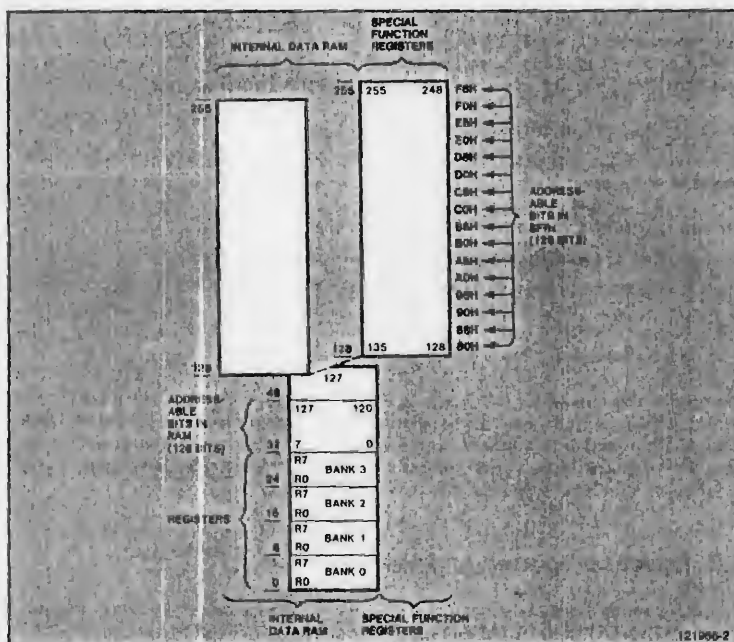 SPECIAL
FUNCTION
REGISTERS
INTERNAL DATA RAM
255
255 255 248
F8H
F0H
E8H
E0H
D8H
D0H
C8H
C0H
B8H
B0H
A8H
A0H
98H
90H
88H
80H
ADDRESS-
ABLE
BITS IN
SFRs
(128 BITS)
128 135 128
128
127
48
127 120
ADDRESS-
ABLE
BITS IN
RAM
(128 BITS)
32 7 0
R7
BANK 3
24 R0
R7
BANK 2
16 R0
REGISTERS
R7
BANK 1
8 R0
R7
BANK 0
0 R0
INTERNAL
DATA RAM
SPECIAL FUNCTION
REGISTERS
121966-2